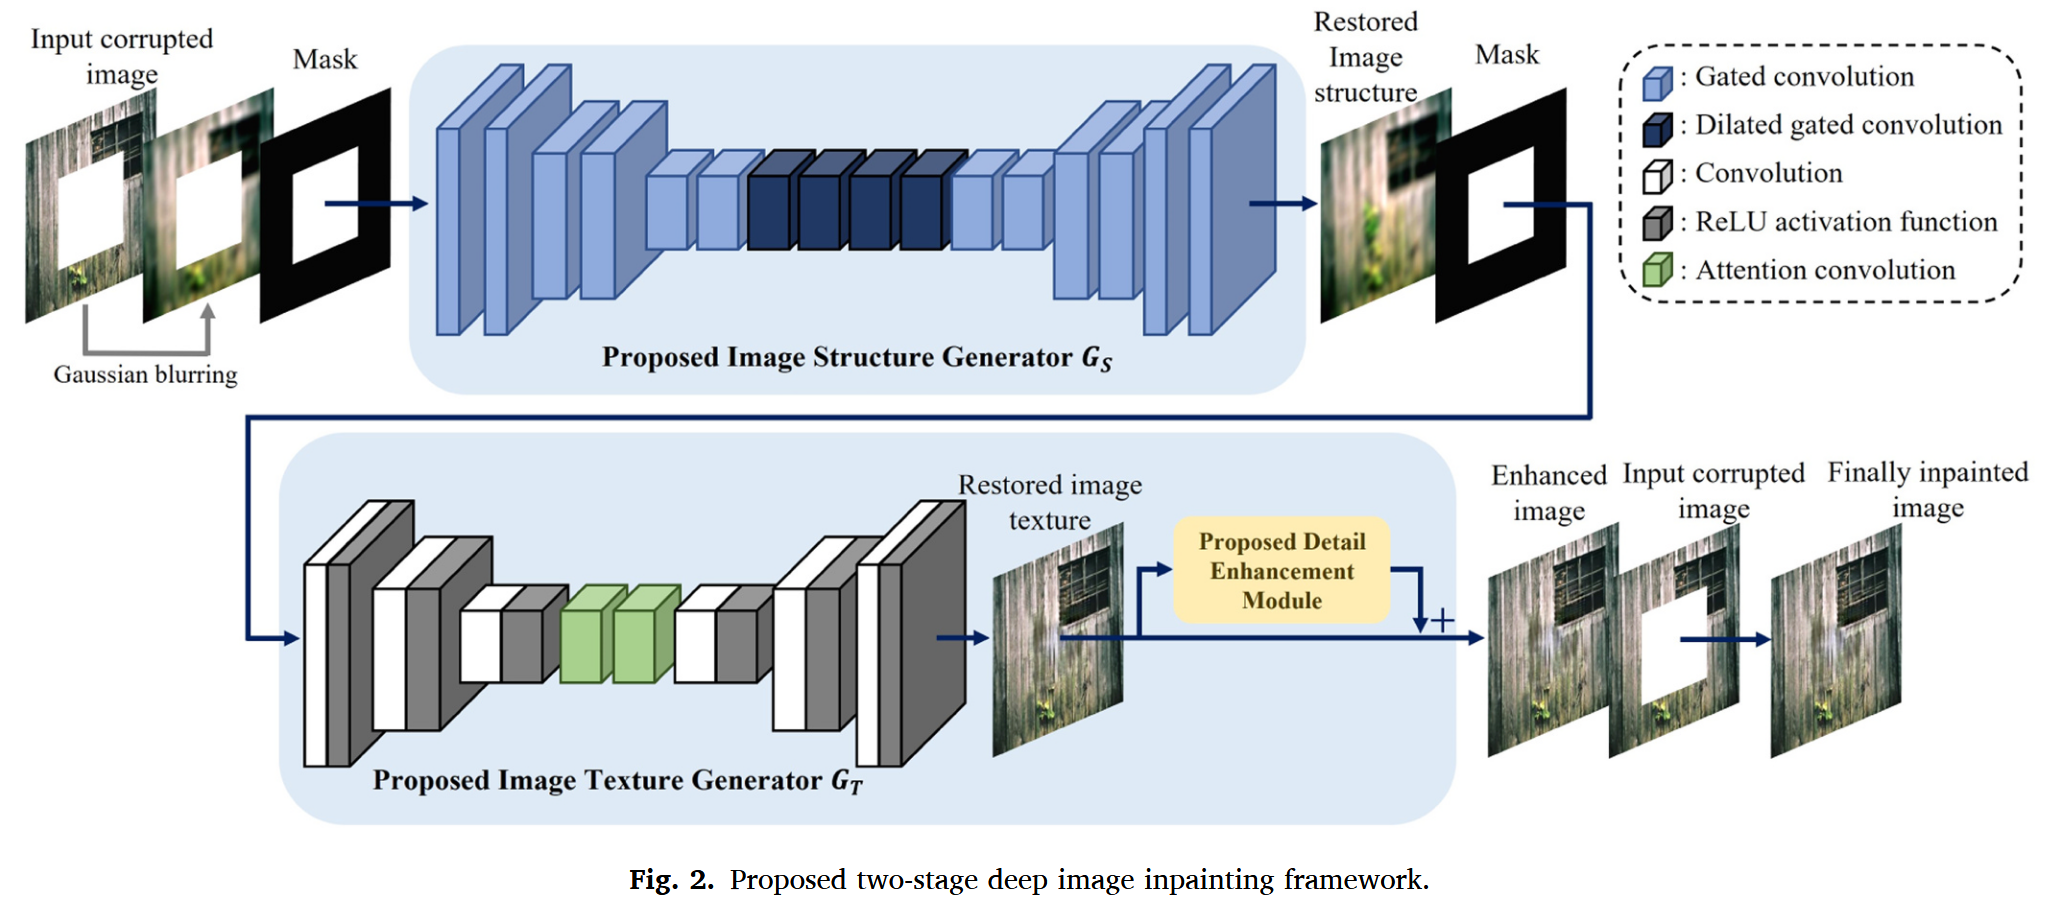 Input corrupted
image
Mask
Gaussian blurring
Proposed Image Structure Generator G_S
Restored
Image
structure
Mask
: Gated convolution
: Dilated gated convolution
: Convolution
: ReLU activation function
: Attention convolution
Proposed Image Texture Generator G_T
Restored image
texture
Proposed Detail
Enhancement
Module
+
Enhanced
image
Input corrupted
image
Finally inpainted
image
Fig. 2. Proposed two-stage deep image inpainting framework.